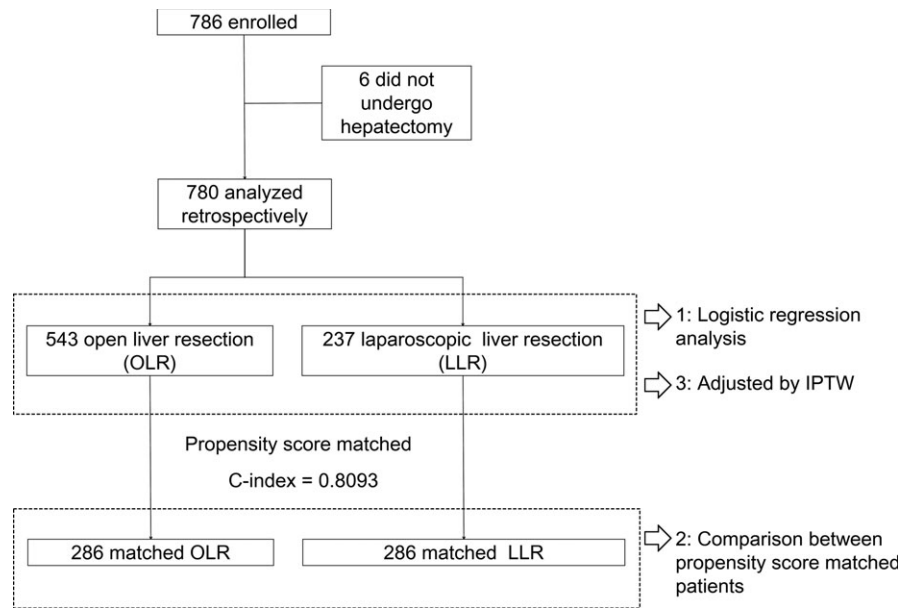 786 enrolled
6 did not
undergo
hepatectomy
780 analyzed
retrospectively
543 open liver resection
(OLR)
237 laparoscopic liver resection
(LLR)
1: Logistic regression
analysis
3: Adjusted by IPTW
Propensity score matched
C-index = 0.8093
286 matched OLR
286 matched LLR
2: Comparison between
propensity score matched
patients